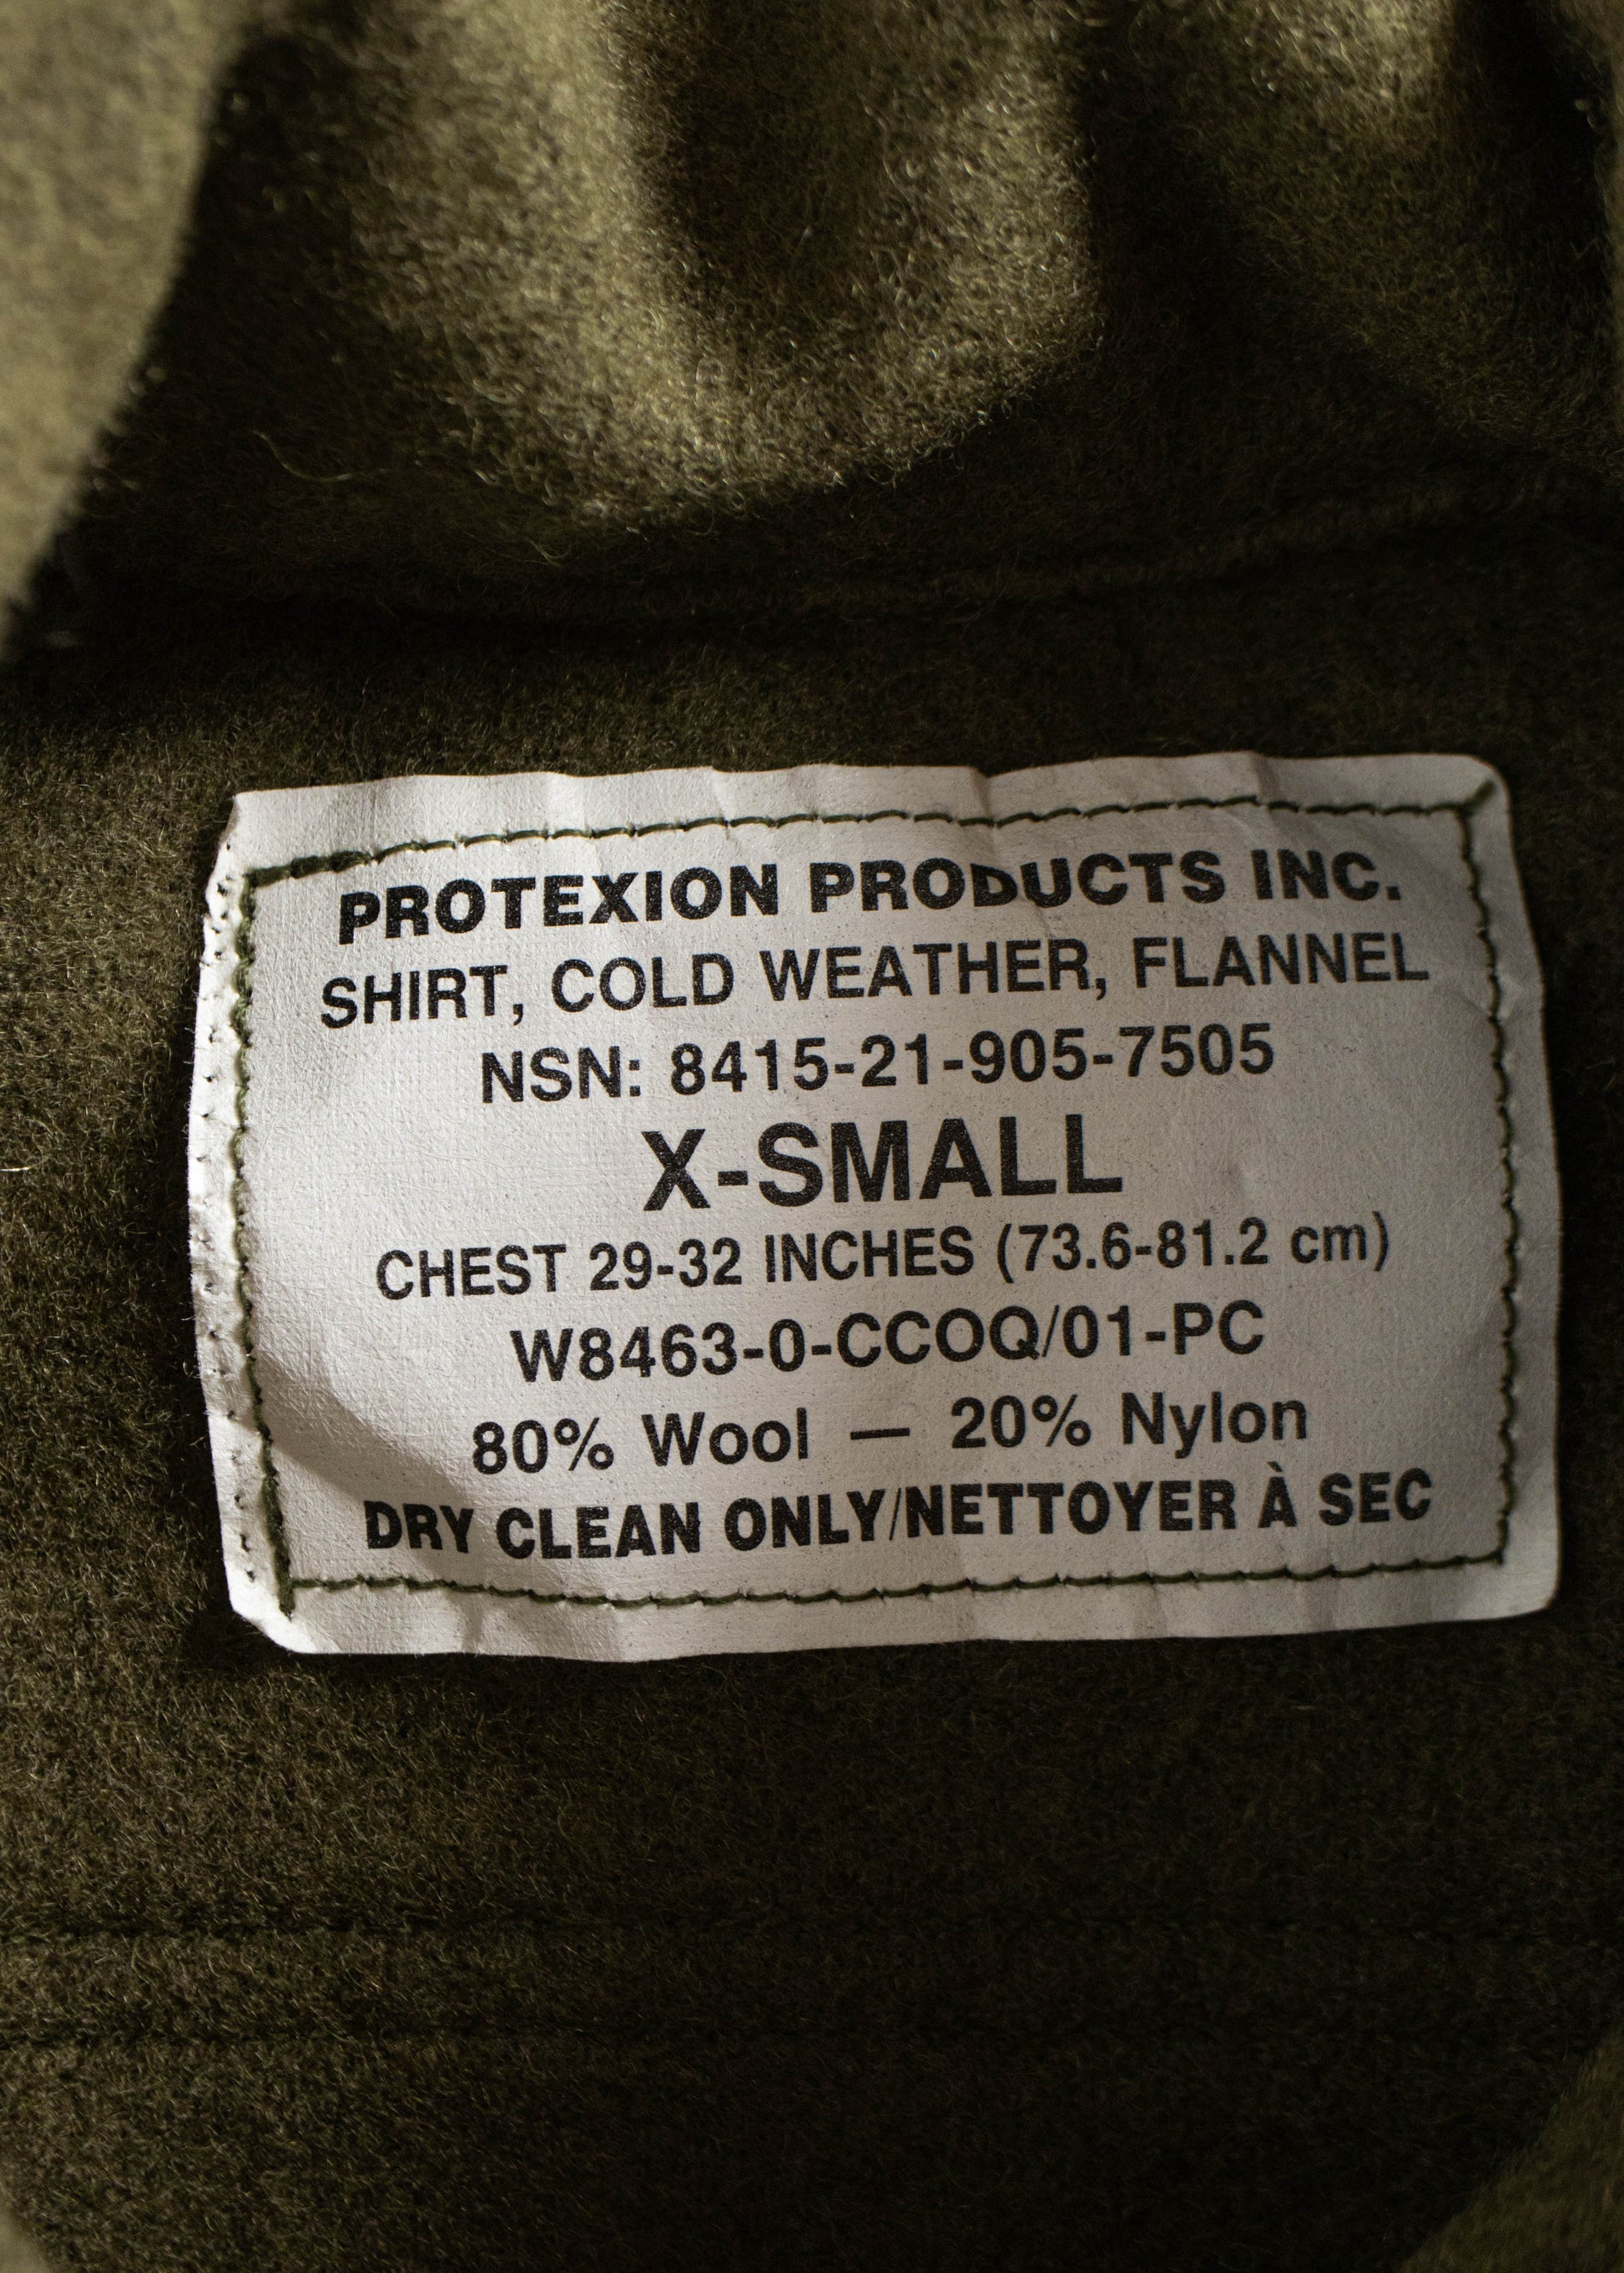 PROTEXION PRODUCTS INC.
SHIRT, COLD WEATHER, FLANNEL
NSN: 8415-21-905-7505
X-SMALL
CHEST 29-32 INCHES (73.6-81.2 cm)
W8463-0-CCOQ/01-PC
80% Wool — 20% Nylon
DRY CLEAN ONLY/NETTOYER À SEC